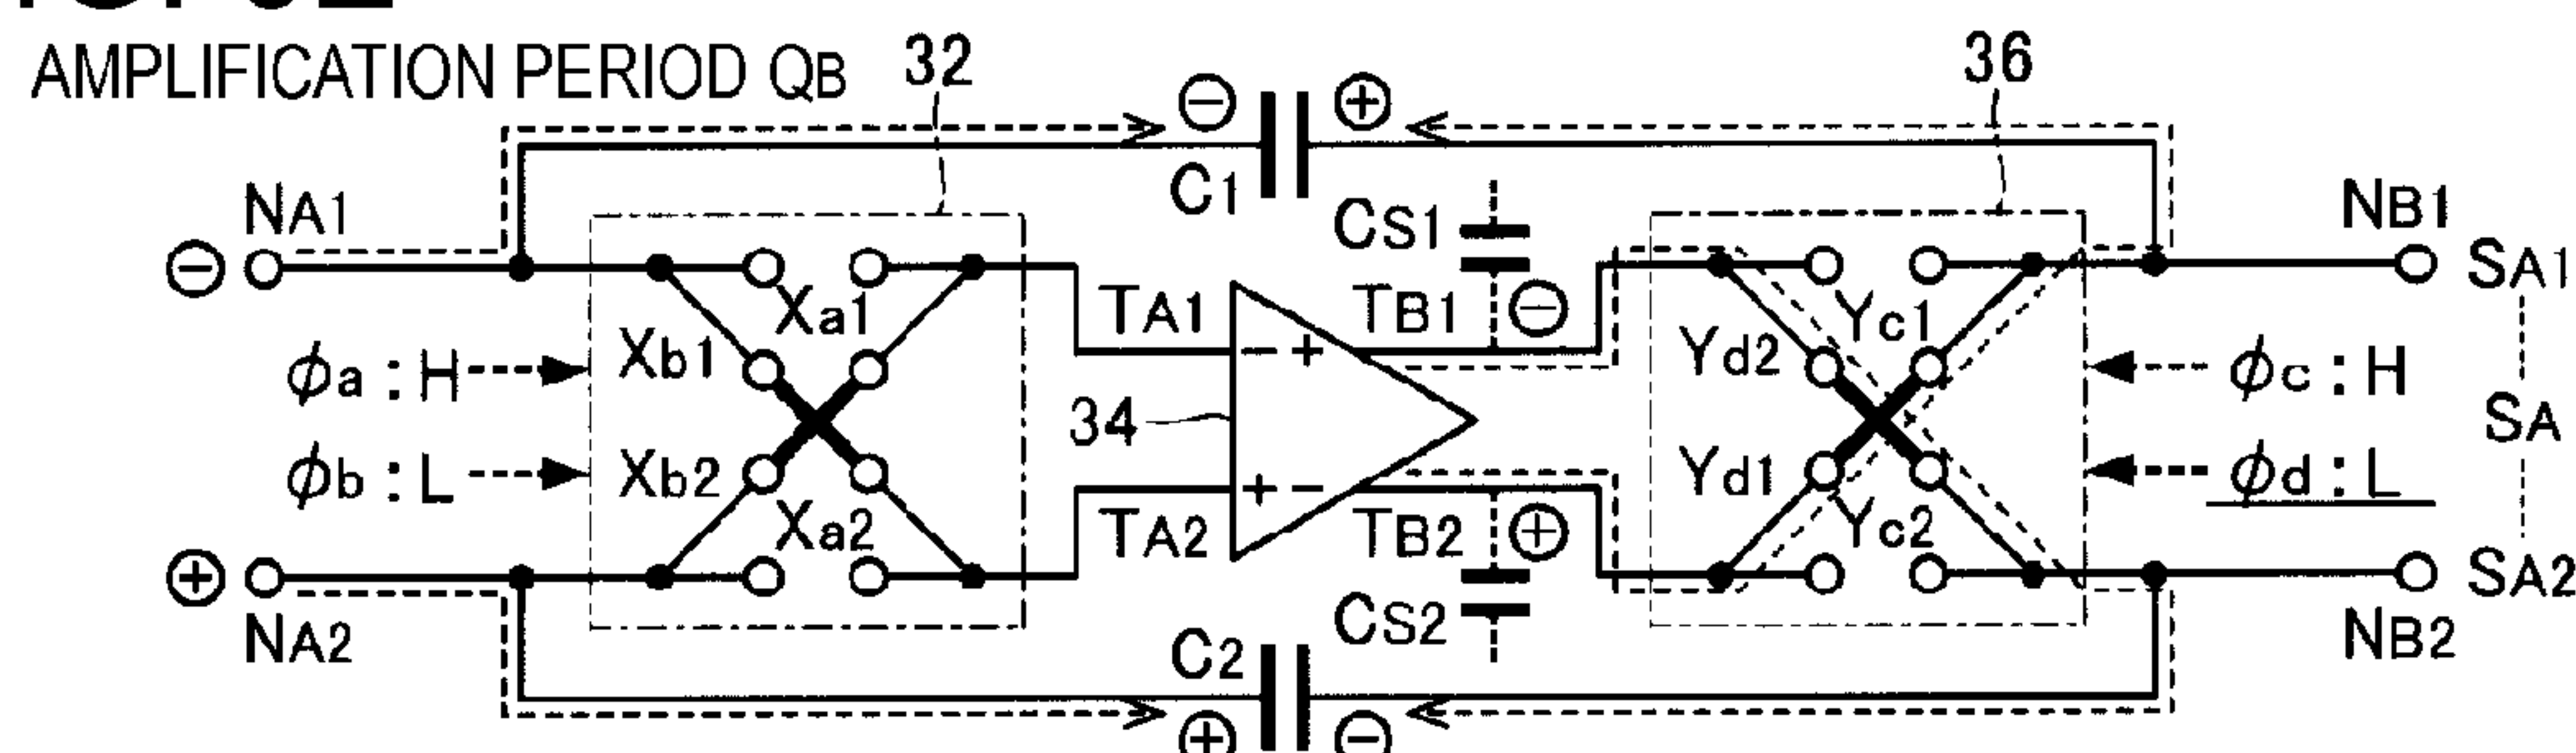 AMPLIFICATION PERIOD QB
32
36
⊖
⊕
C1
NA1
CS1
NB1
⊖
SA1
Xa1
TA1
TB1
⊖
Yc1
Xb1
Yd2
ϕa : H
− +
ϕc : H
34
SA
ϕb : L
Xb2
Yd1
ϕd : L
+ −
Xa2
TA2
TB2
⊕
Yc2
⊕
SA2
NA2
CS2
NB2
C2
⊕
⊖